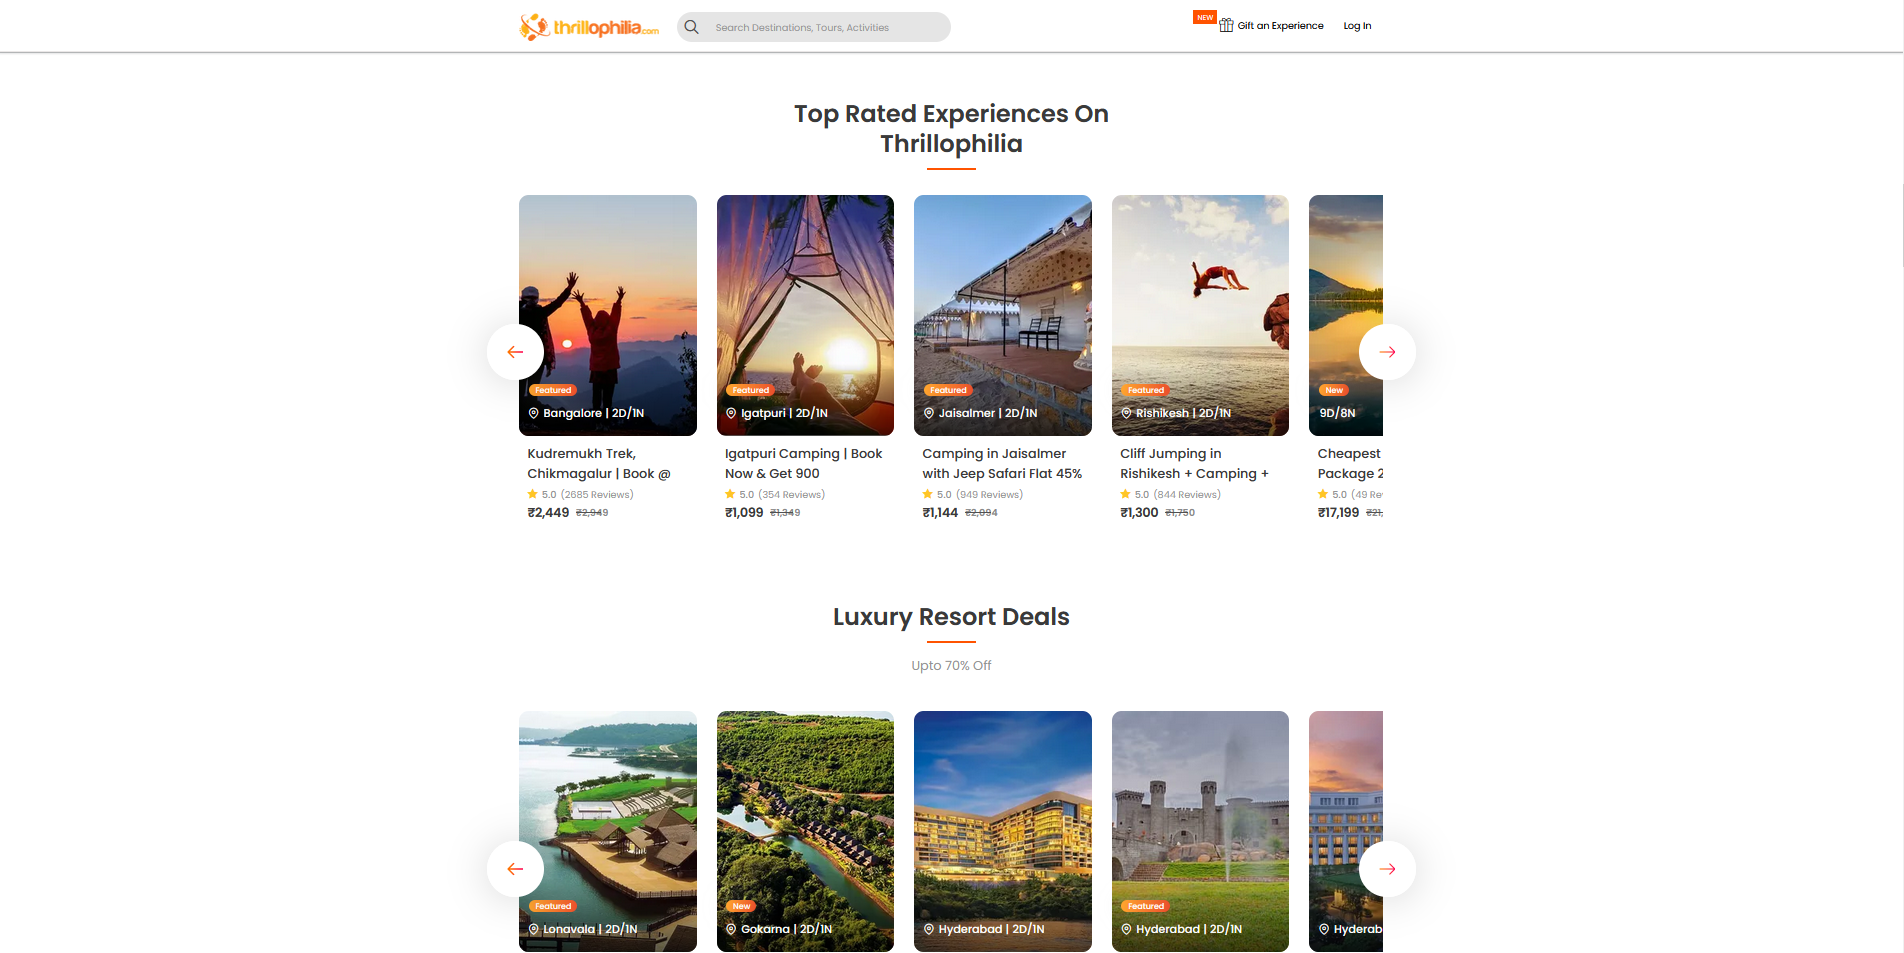 thrillophilia.com
Search Destinations, Tours, Activities
NEW
Gift an Experience
Log In
Top Rated Experiences On
Thrillophilia
Featured
Bangalore | 2D/1N
Kudremukh Trek,
Chikmagalur | Book @
5.0 (2685 Reviews)
₹2,449 ₹2,949
Featured
Igatpuri | 2D/1N
Igatpuri Camping | Book
Now & Get 900
5.0 (354 Reviews)
₹1,099 ₹1,349
Featured
Jaisalmer | 2D/1N
Camping in Jaisalmer
with Jeep Safari Flat 45%
5.0 (949 Reviews)
₹1,144 ₹2,094
Featured
Rishikesh | 2D/1N
Cliff Jumping in
Rishikesh + Camping +
5.0 (844 Reviews)
₹1,300 ₹1,750
New
9D/8N
Cheapest
Package 2
5.0 (49 Re
₹17,199 ₹21,
Luxury Resort Deals
Upto 70% Off
Featured
Lonavala | 2D/1N
New
Gokarna | 2D/1N
Hyderabad | 2D/1N
Featured
Hyderabad | 2D/1N
Hyderab